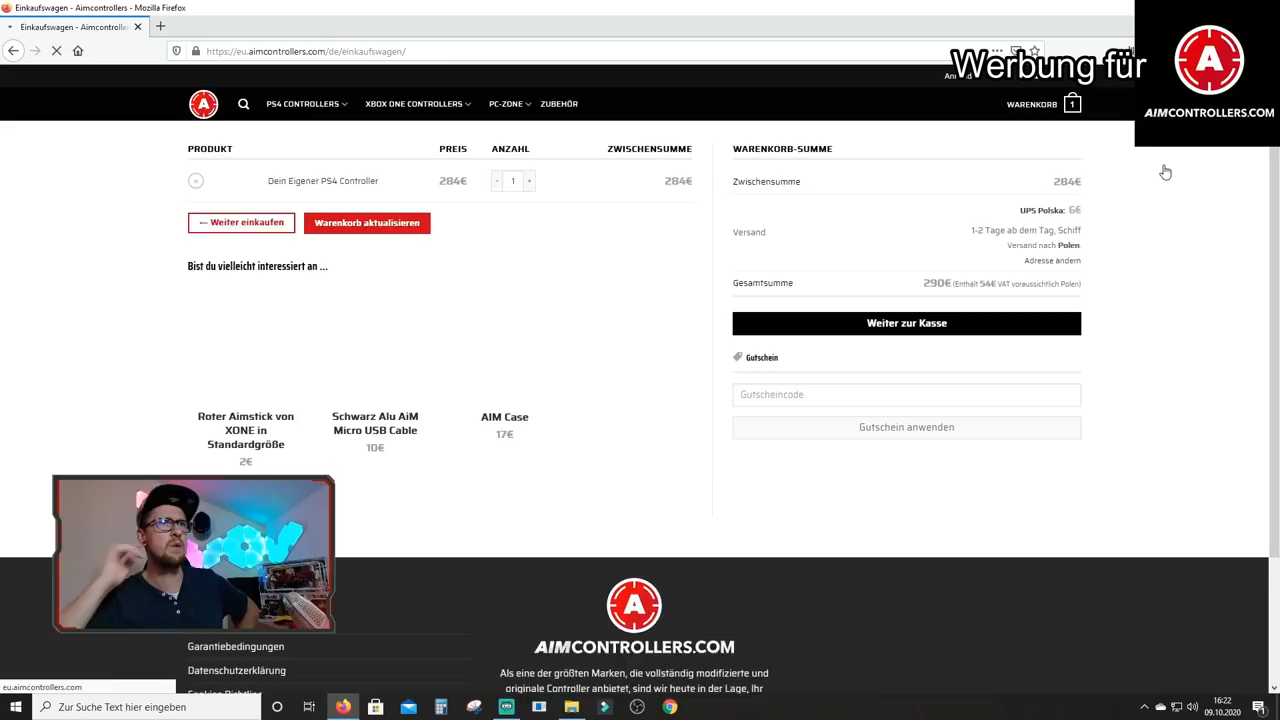 Einkaufswagen - Aimcontrollers - Mozilla Firefox
Einkaufswagen - Aimcontrollers
https://eu.aimcontrollers.com/de/einkaufswagen/
Werbung für
A
AIMCONTROLLERS.COM
A
PS4 CONTROLLERS
XBOX ONE CONTROLLERS
PC-ZONE
ZUBEHÖR
WARENKORB
1
PRODUKT
PREIS
ANZAHL
ZWISCHENSUMME
Dein Eigener PS4 Controller
284€
- 1 +
284€
← Weiter einkaufen
Warenkorb aktualisieren
WARENKORB-SUMME
Zwischensumme
284€
Versand
UPS Polska: 6€
1-2 Tage ab dem Tag, Schiff
Versand nach Polen.
Adresse ändern
Gesamtsumme
290€ (Enthält 54€ VAT voraussichtlich Polen)
Weiter zur Kasse
Gutschein
Gutscheincode
Gutschein anwenden
Bist du vielleicht interessiert an ...
Roter Aimstick von
XONE in
Standardgröße
2€
Schwarz Alu AiM
Micro USB Cable
10€
AIM Case
17€
A
AIMCONTROLLERS.COM
Als eine der größten Marken, die vollständig modifizierte und
originale Controller anbietet, sind wir heute in der Lage, Ihr
Garantiebedingungen
Datenschutzerklärung
eu.aimcontrollers.com
Zur Suche Text hier eingeben
16:22
09.10.2020